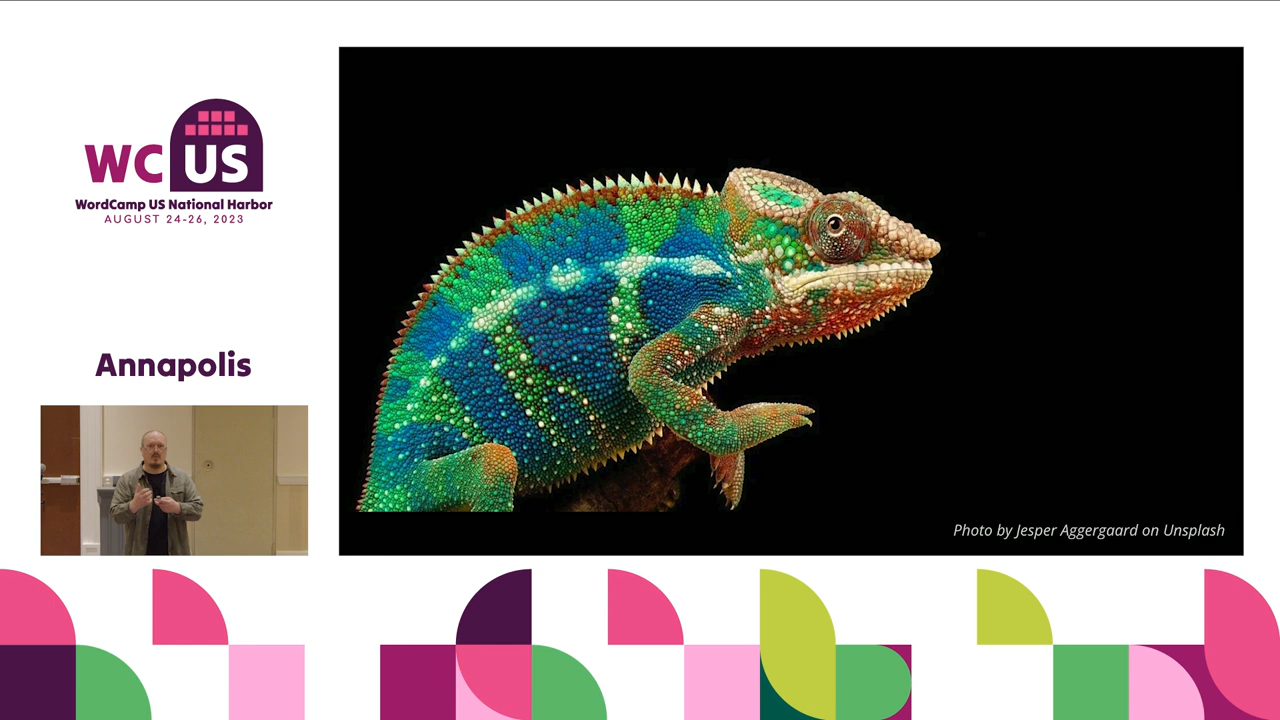 WC US
WordCamp US National Harbor
AUGUST 24-26, 2023
Annapolis
Photo by Jesper Aggergaard on Unsplash